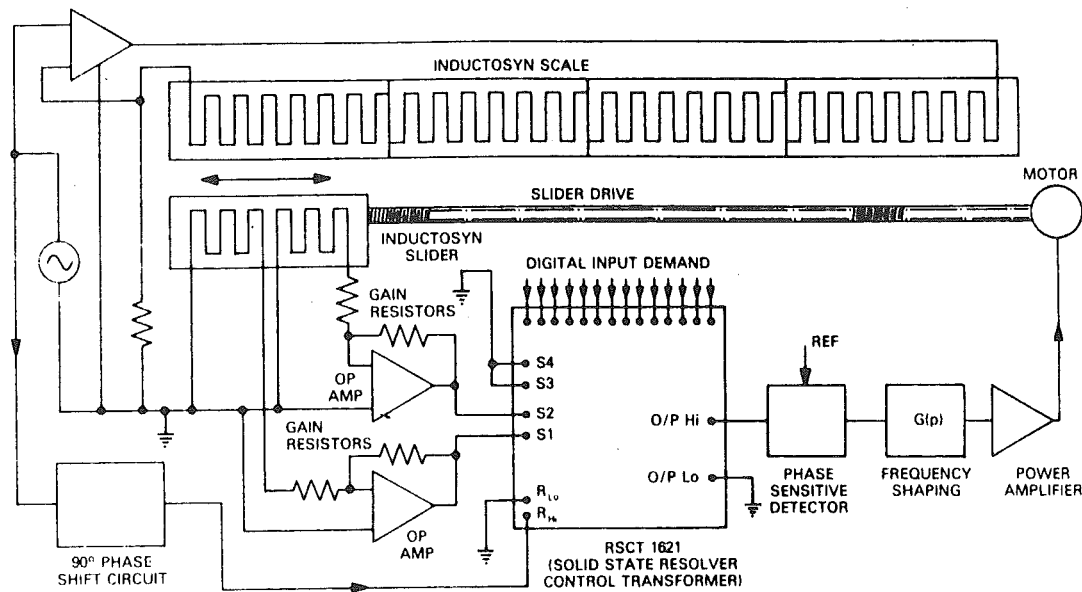 INDUCTOSYN SCALE
SLIDER DRIVE
MOTOR
INDUCTOSYN
SLIDER
DIGITAL INPUT DEMAND
GAIN
RESISTORS
OP
AMP
S4
S3
S2
S1
O/P Hi
REF
G(p)
GAIN
RESISTORS
O/P Lo
PHASE
SENSITIVE
DETECTOR
FREQUENCY
SHAPING
POWER
AMPLIFIER
R Lo
R Hi
OP
AMP
90° PHASE
SHIFT CIRCUIT
RSCT 1621
(SOLID STATE RESOLVER
CONTROL TRANSFORMER)